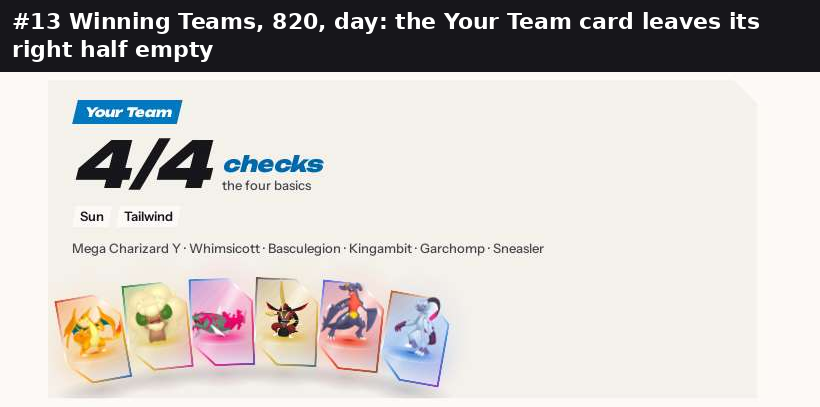 #13 Winning Teams, 820, day: the Your Team card leaves its
right half empty
Your Team
4/4 checks
the four basics
Sun Tailwind
Mega Charizard Y · Whimsicott · Basculegion · Kingambit · Garchomp · Sneasler